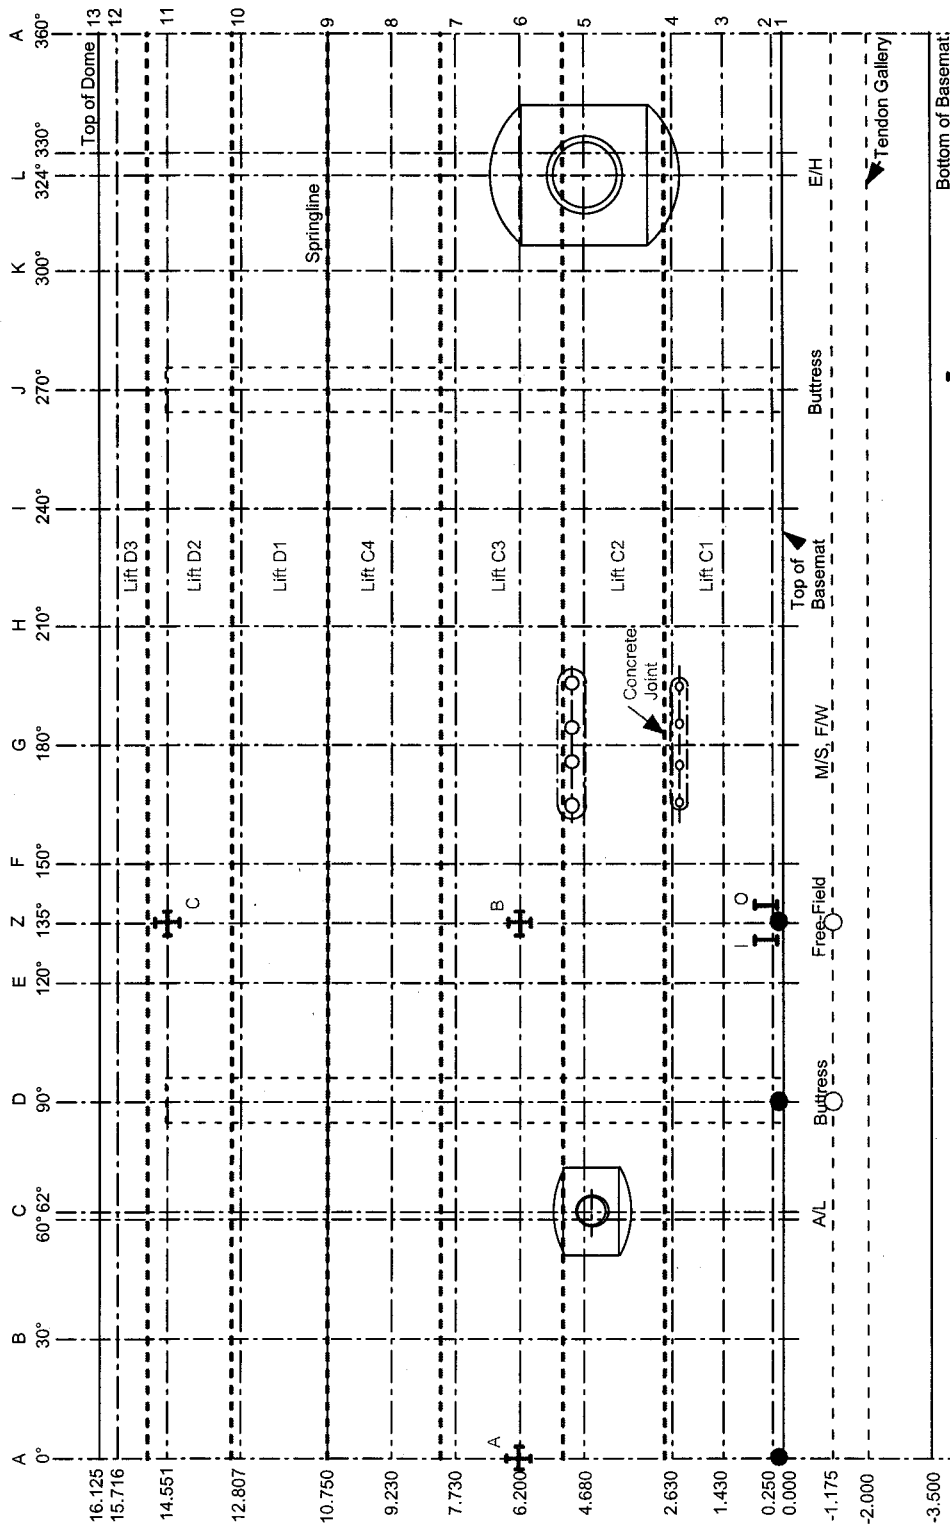 A B C D E Z F G H I J K L A
0° 30° 60° 62° 90° 120° 135° 150° 180° 210° 240° 270° 300° 324° 330° 360°
16.125 13
Top of Dome
15.716 12
Lift D3
14.551 11
C
Lift D2
12.807 10
Lift D1
10.750 9
Springline
Lift C4
9.230 8
7.730 7
Lift C3
6.200 6
A
B
4.680 5
Lift C2
Concrete
Joint
2.630 4
Lift C1
1.430 3
I O
0.250 2
0.000 1
Top of
Basemat
A/L Buttress Free-Field M/S, F/W Buttress E/H
-1.175
-2.000
Tendon Gallery
-3.500
Bottom of Basemat